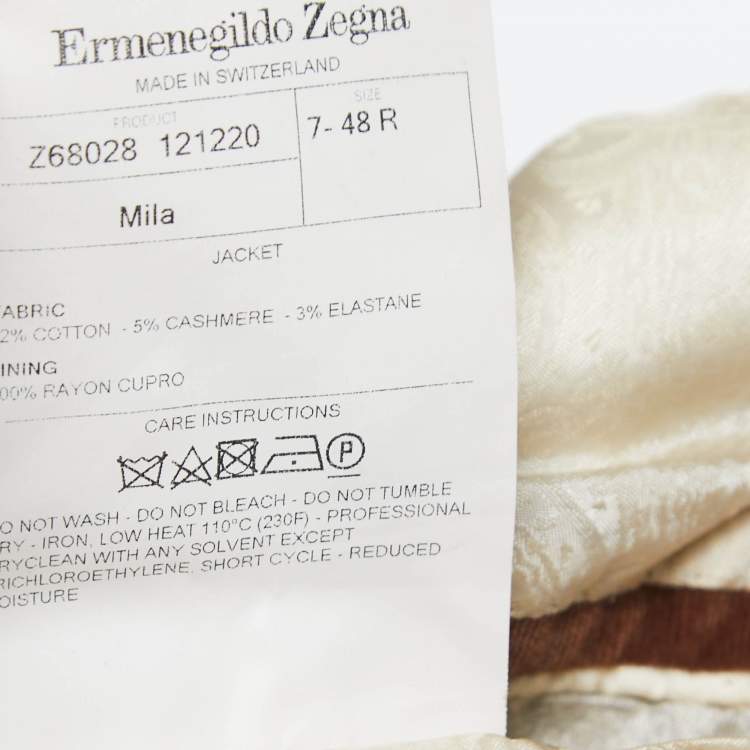 Ermenegildo Zegna
MADE IN SWITZERLAND
PRODUCT
SIZE
Z68028 121220
7- 48 R
Mila
JACKET
ABRIC
2% COTTON - 5% CASHMERE - 3% ELASTANE
INING
00% RAYON CUPRO
CARE INSTRUCTIONS
P
O NOT WASH - DO NOT BLEACH - DO NOT TUMBLE
RY - IRON, LOW HEAT 110°C (230F) - PROFESSIONAL
RYCLEAN WITH ANY SOLVENT EXCEPT
RICHLOROETHYLENE, SHORT CYCLE - REDUCED
OISTURE